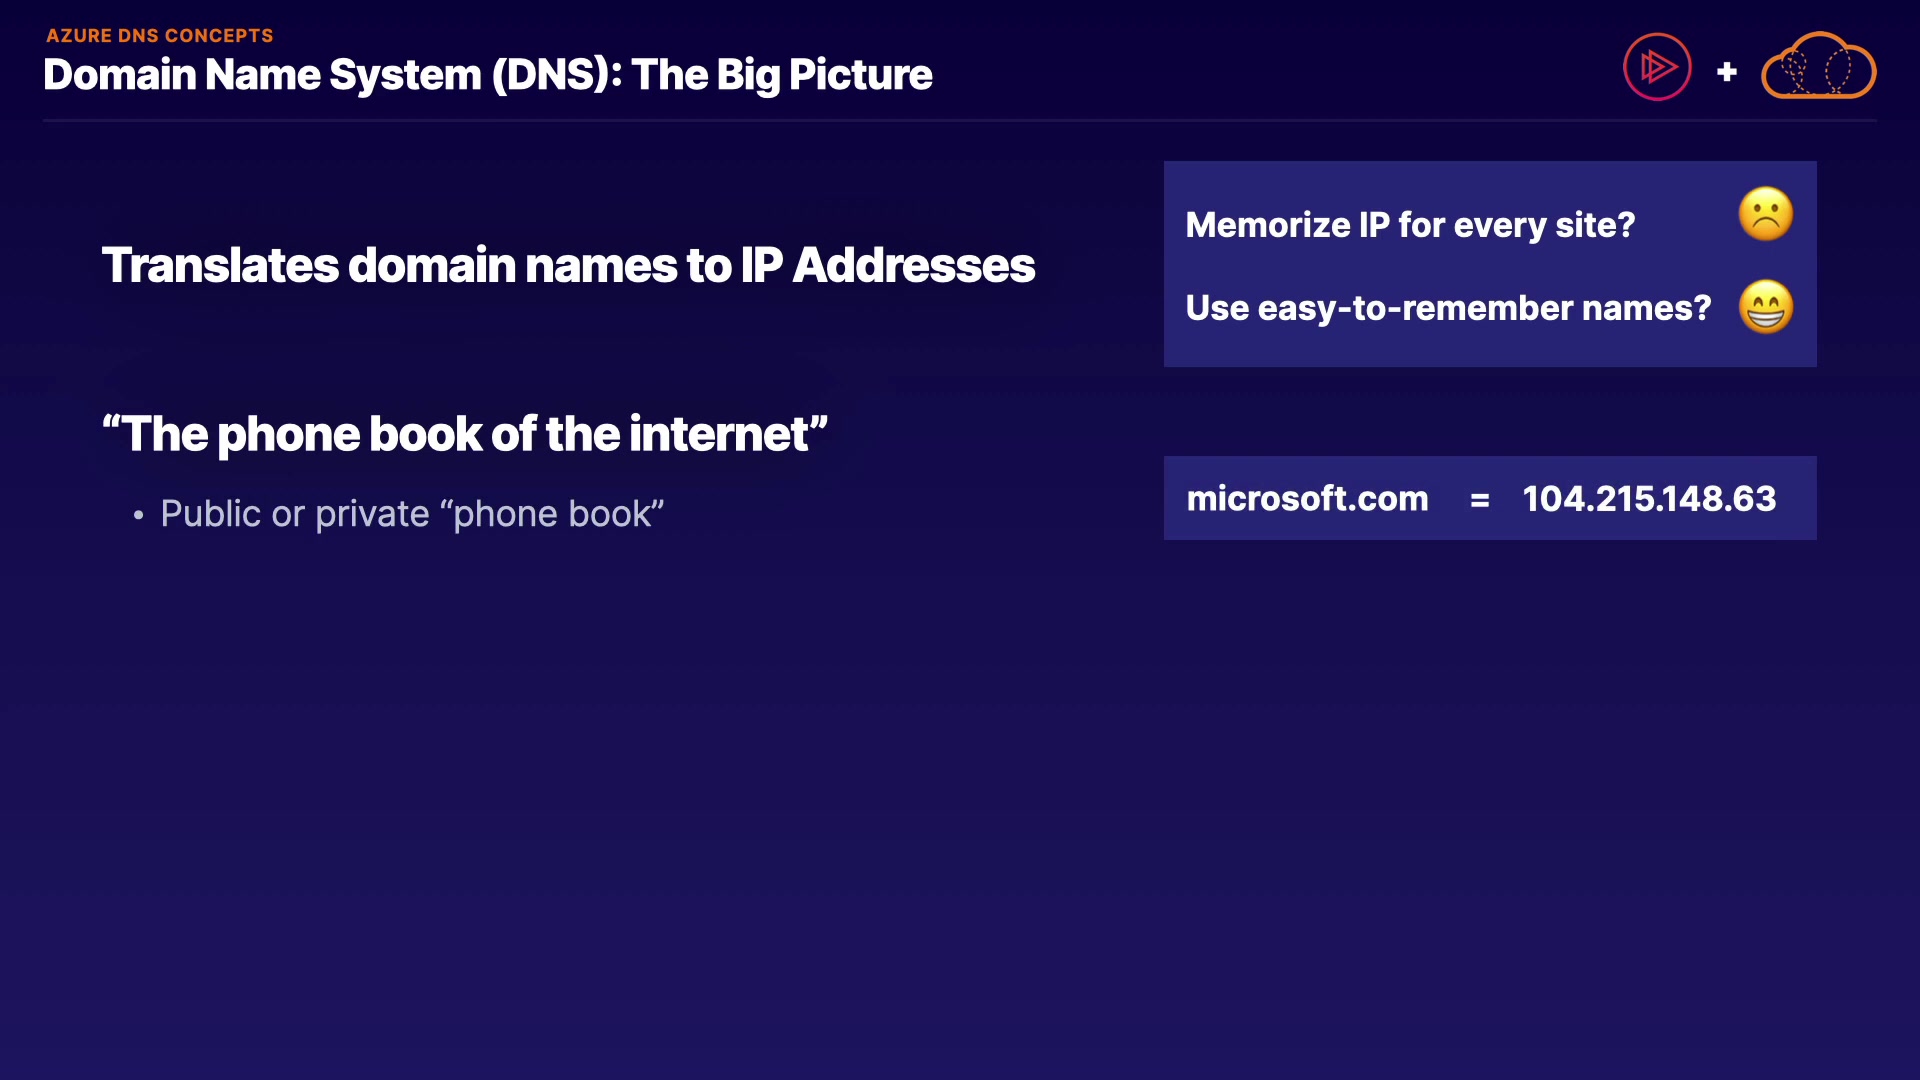 AZURE DNS CONCEPTS
Domain Name System (DNS): The Big Picture
+
Translates domain names to IP Addresses
Memorize IP for every site? ☹️
Use easy-to-remember names? 😁
“The phone book of the internet”
• Public or private “phone book”
microsoft.com = 104.215.148.63